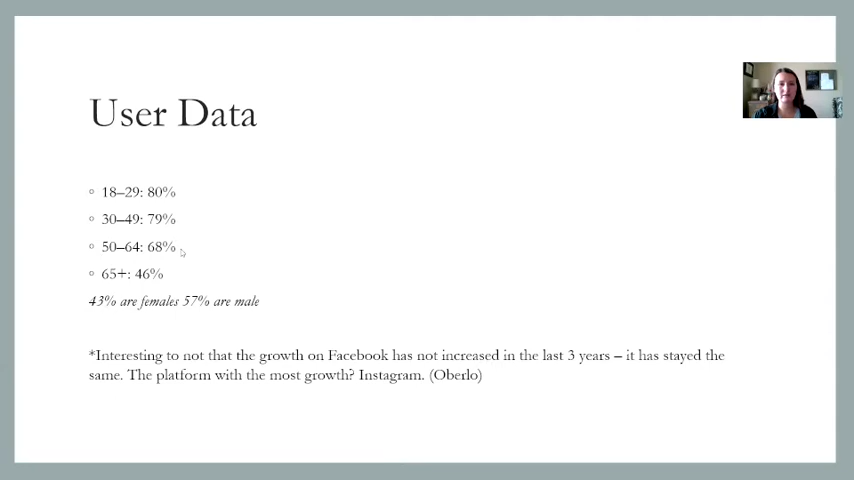 User Data
◦ 18–29: 80%
◦ 30–49: 79%
◦ 50–64: 68%
◦ 65+: 46%
43% are females 57% are male
*Interesting to not that the growth on Facebook has not increased in the last 3 years – it has stayed the
same. The platform with the most growth? Instagram. (Oberlo)